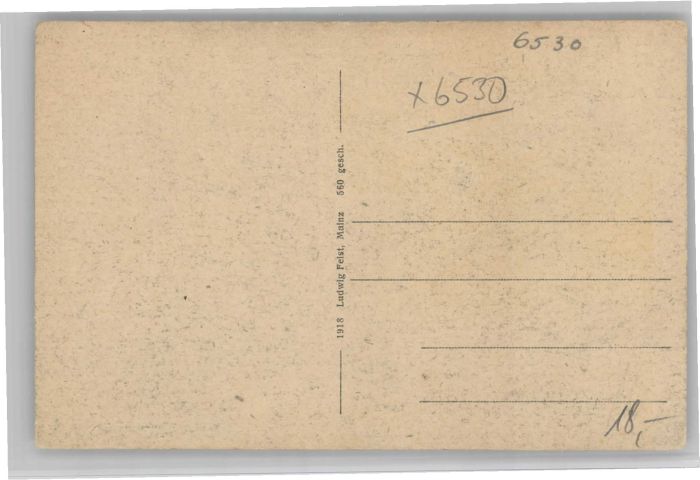 6530
x6530
1918 Ludwig Feist, Mainz 560 gesch.
18,-